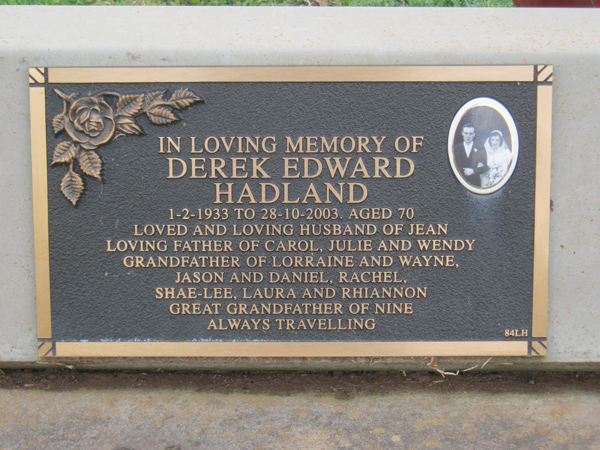 IN LOVING MEMORY OF
DEREK EDWARD
HADLAND
1-2-1933 TO 28-10-2003. AGED 70
LOVED AND LOVING HUSBAND OF JEAN
LOVING FATHER OF CAROL, JULIE AND WENDY
GRANDFATHER OF LORRAINE AND WAYNE,
JASON AND DANIEL, RACHEL,
SHAE-LEE, LAURA AND RHIANNON
GREAT GRANDFATHER OF NINE
ALWAYS TRAVELLING
84LH